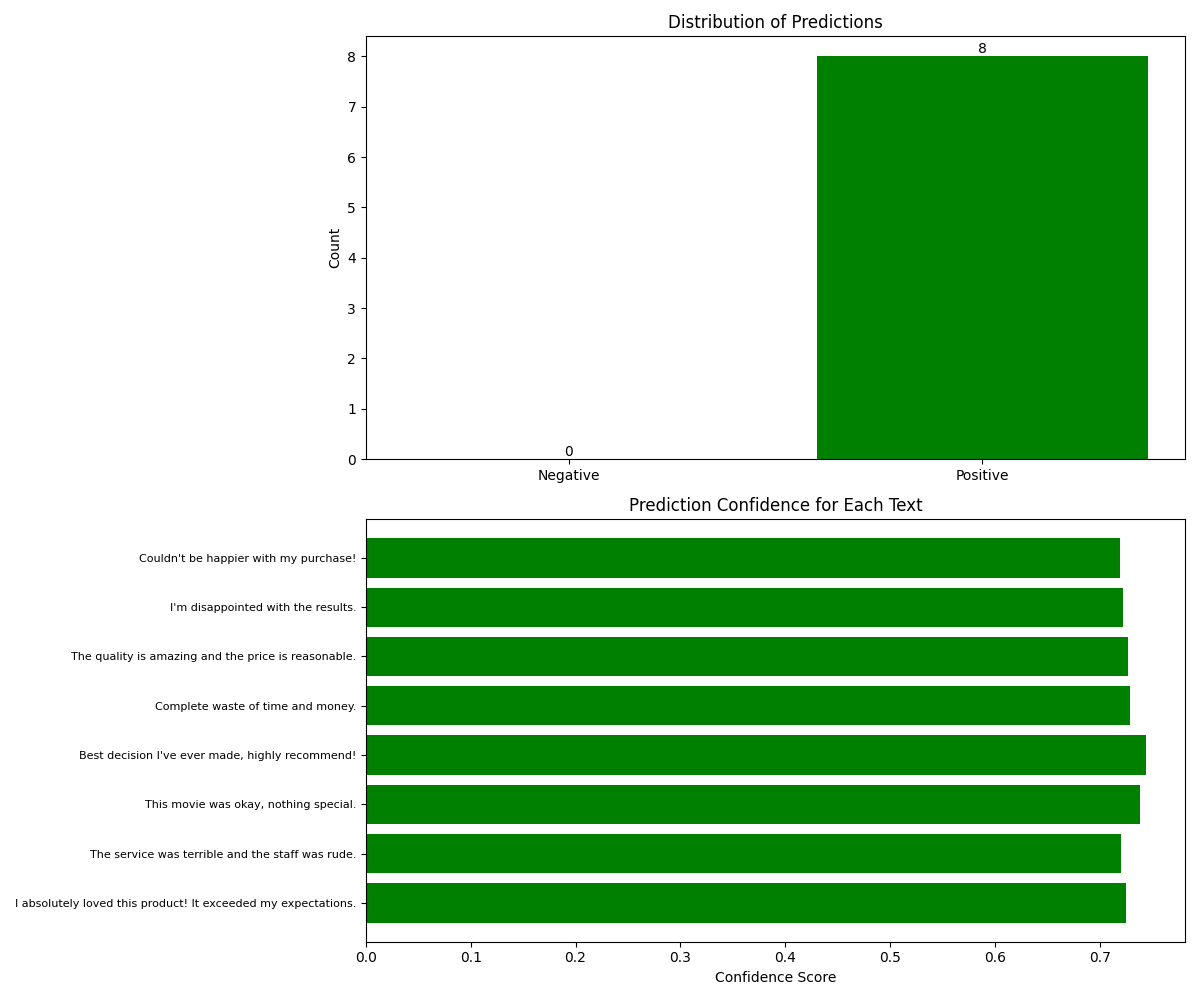 Distribution of Predictions
8
8
7
6
5
4
3
2
1
0
0
Count
Negative Positive
Prediction Confidence for Each Text
Couldn't be happier with my purchase!
I'm disappointed with the results.
The quality is amazing and the price is reasonable.
Complete waste of time and money.
Best decision I've ever made, highly recommend!
This movie was okay, nothing special.
The service was terrible and the staff was rude.
I absolutely loved this product! It exceeded my expectations.
0.0 0.1 0.2 0.3 0.4 0.5 0.6 0.7
Confidence Score